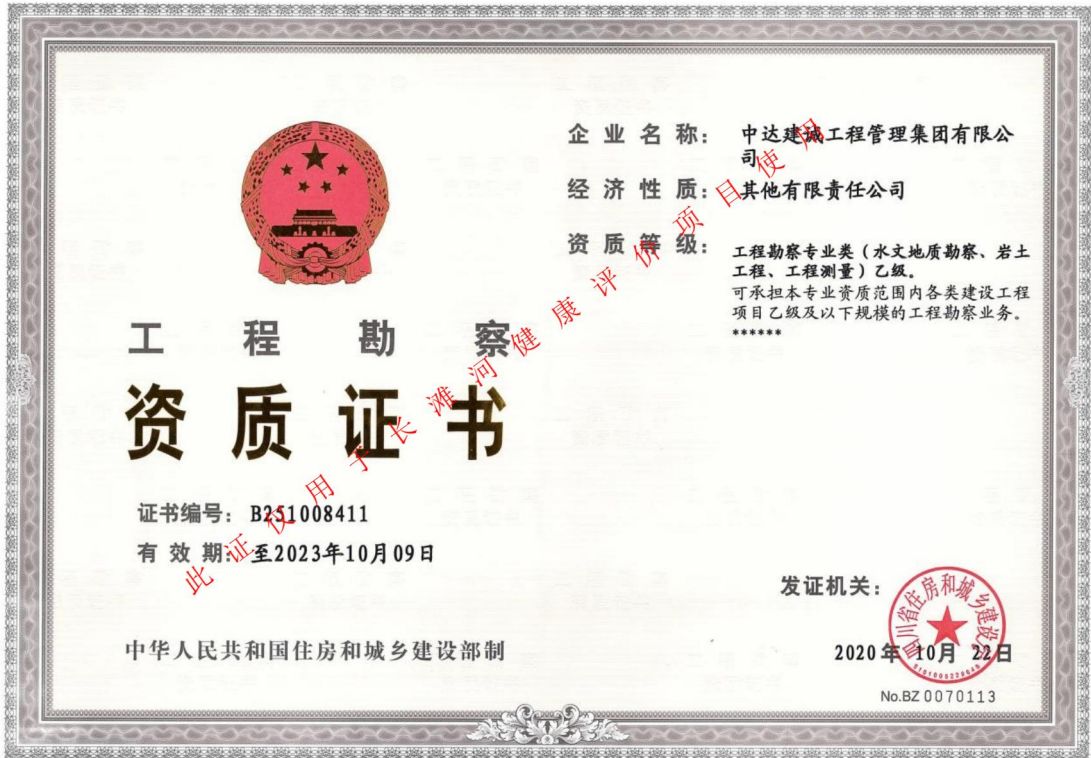 企业名称：中达建诚工程管理集团有限公
司
经济性质：其他有限责任公司
资质等级：
工程勘察专业类（水文地质勘察、岩土
工程、工程测量）乙级。
可承担本专业资质范围内各类建设工程
项目乙级及以下规模的工程勘察业务。
******
工程勘察
资质证书
证书编号：B251008411
有效期：至2023年10月09日
中华人民共和国住房和城乡建设部制
发证机关：
四川省住房和城乡建设厅
2020年10月22日
No.BZ 0070113
此证仅用于长滩河健康评价项目使用